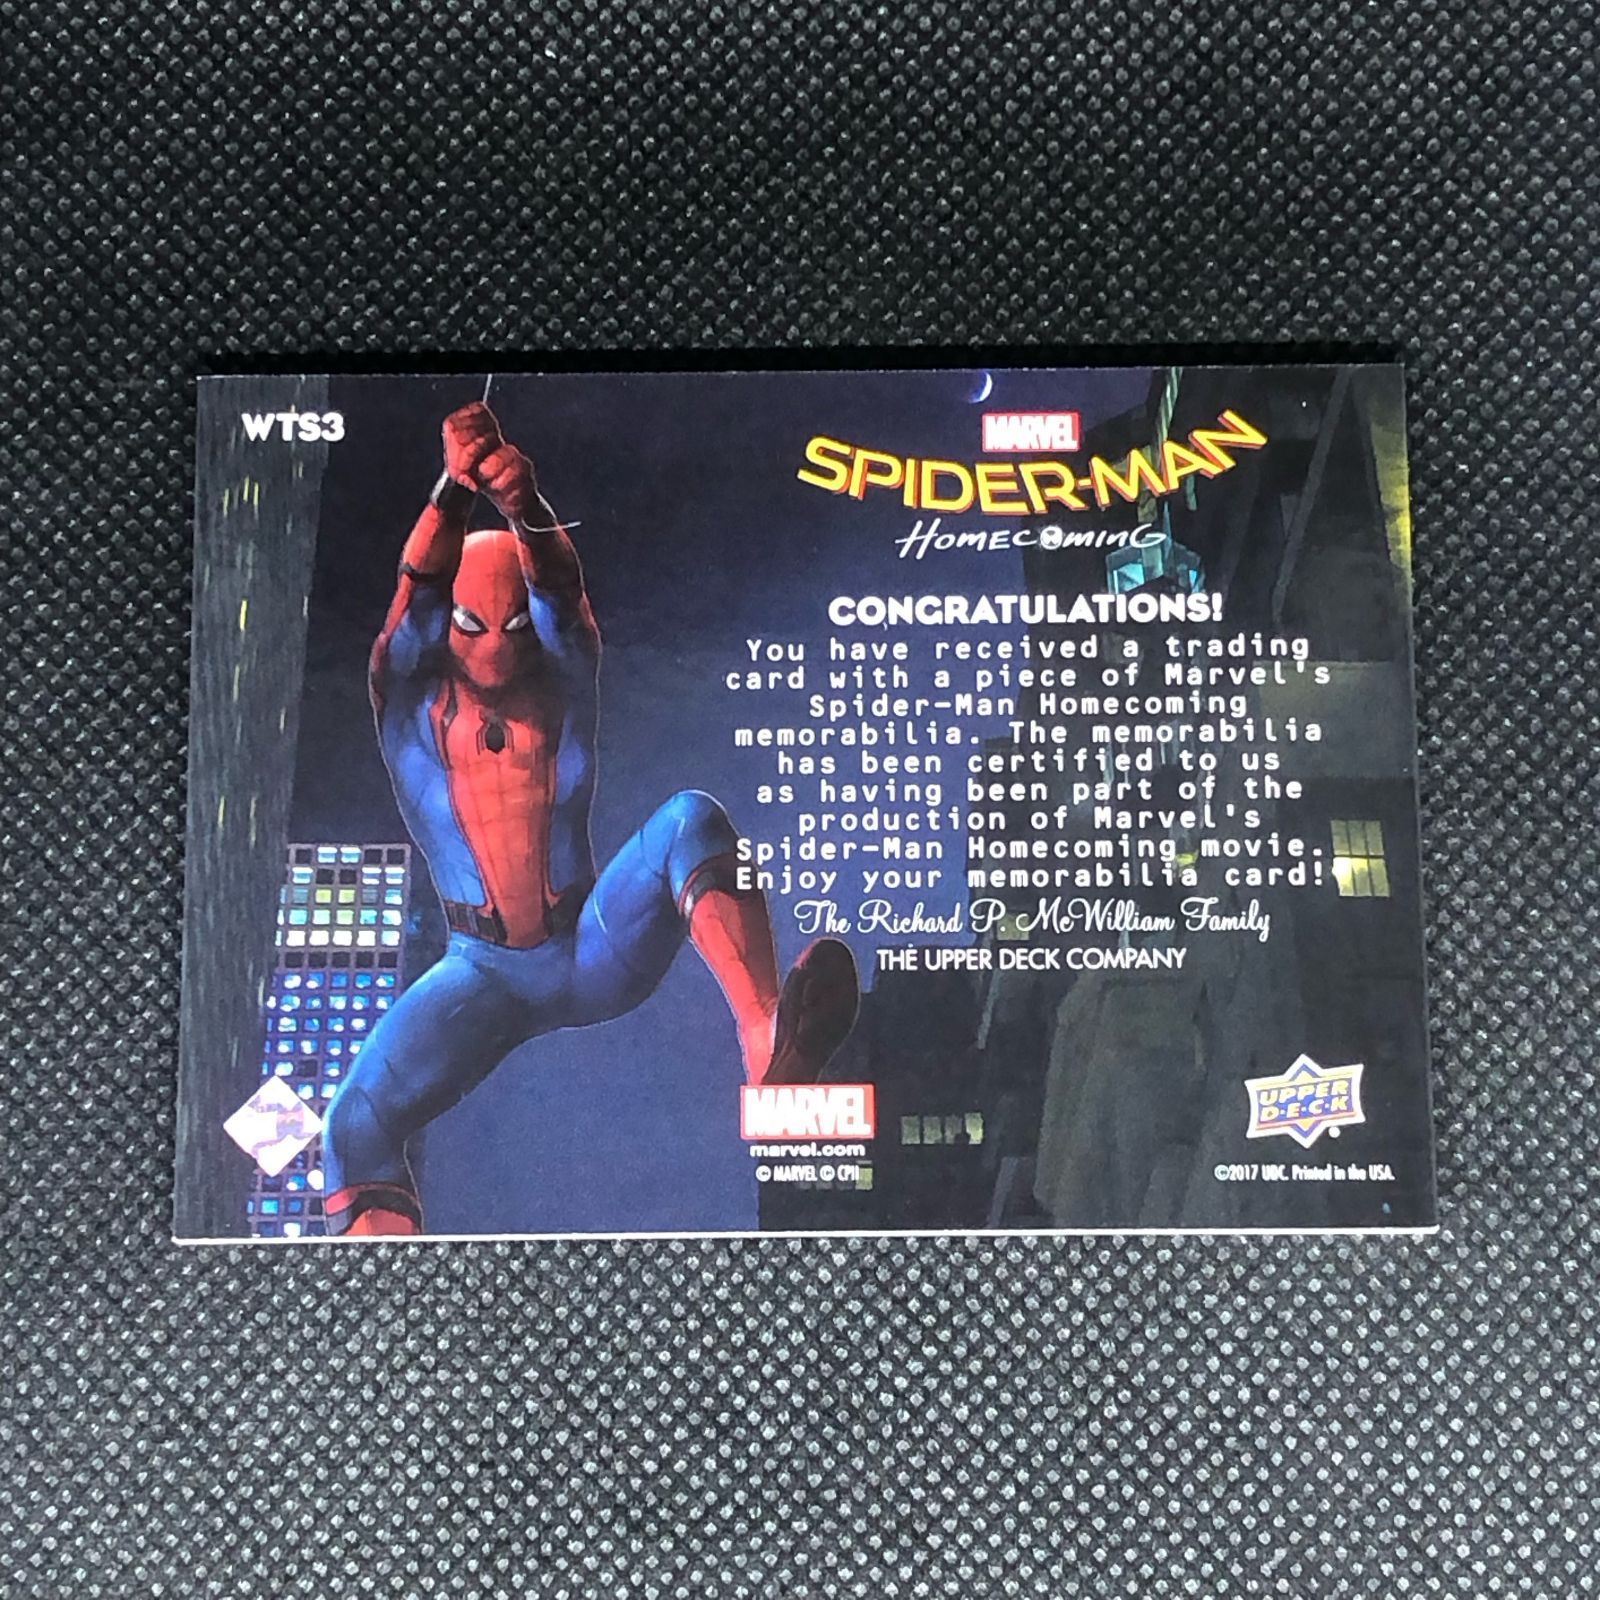 WTS3
MARVEL
SPIDER-MAN
HOMECOMING
CONGRATULATIONS!
You have received a trading
card with a piece of Marvel's
Spider-Man Homecoming
memorabilia. The memorabilia
has been certified to us
as having been part of the
production of Marvel's
Spider-Man Homecoming movie.
Enjoy your memorabilia card!
The Richard P. McWilliam Family
THE UPPER DECK COMPANY
MARVEL
marvel.com
© MARVEL © CPII
UPPER
D·E·C·K
©2017 UDC. Printed in the USA.